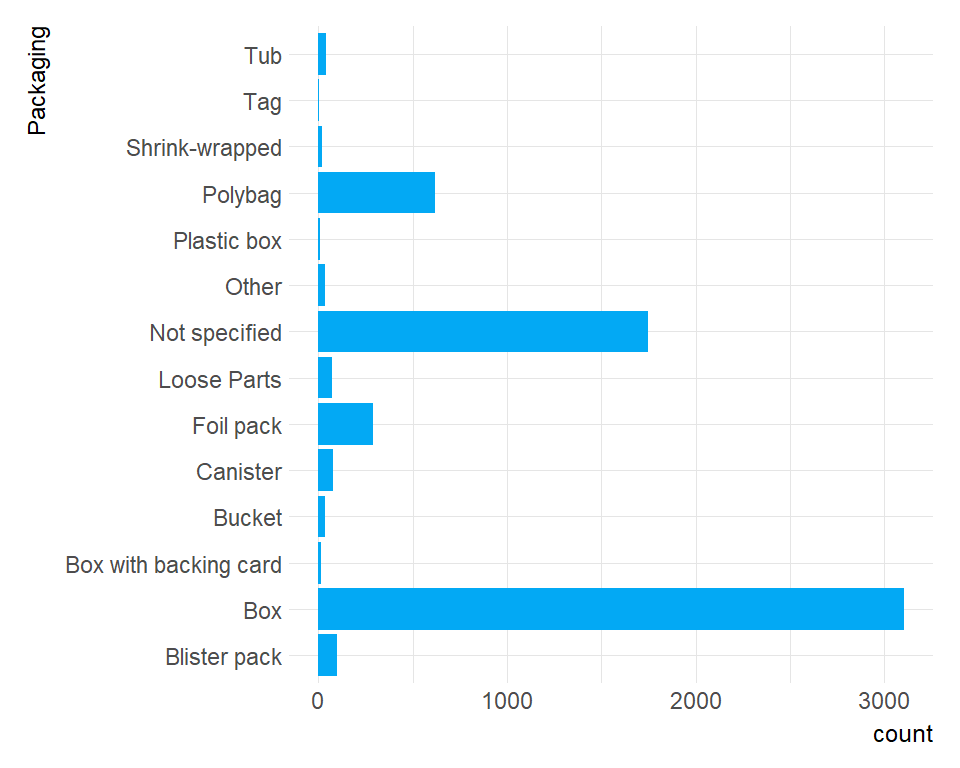 Packaging
Tub
Tag
Shrink-wrapped
Polybag
Plastic box
Other
Not specified
Loose Parts
Foil pack
Canister
Bucket
Box with backing card
Box
Blister pack
0 1000 2000 3000
count